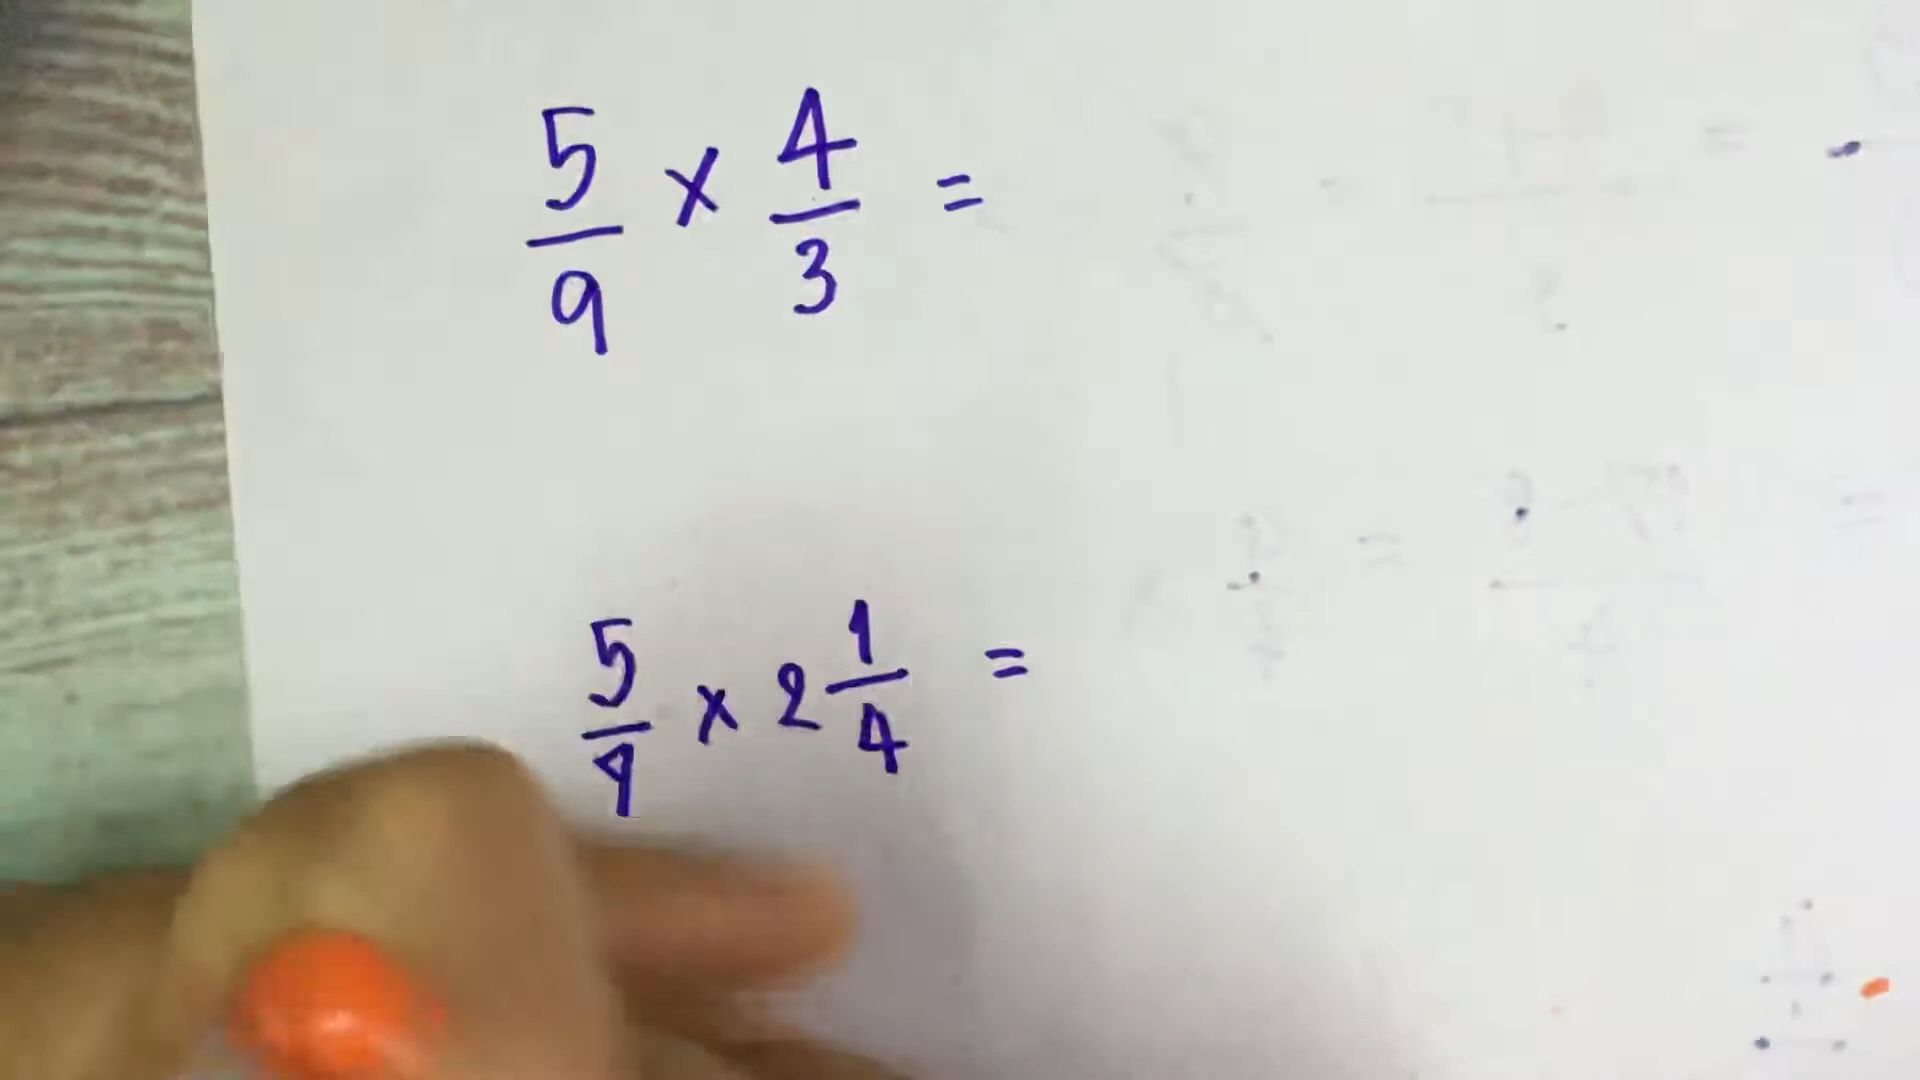 5/9 × 4/3 =
5/4 × 2 1/4 =